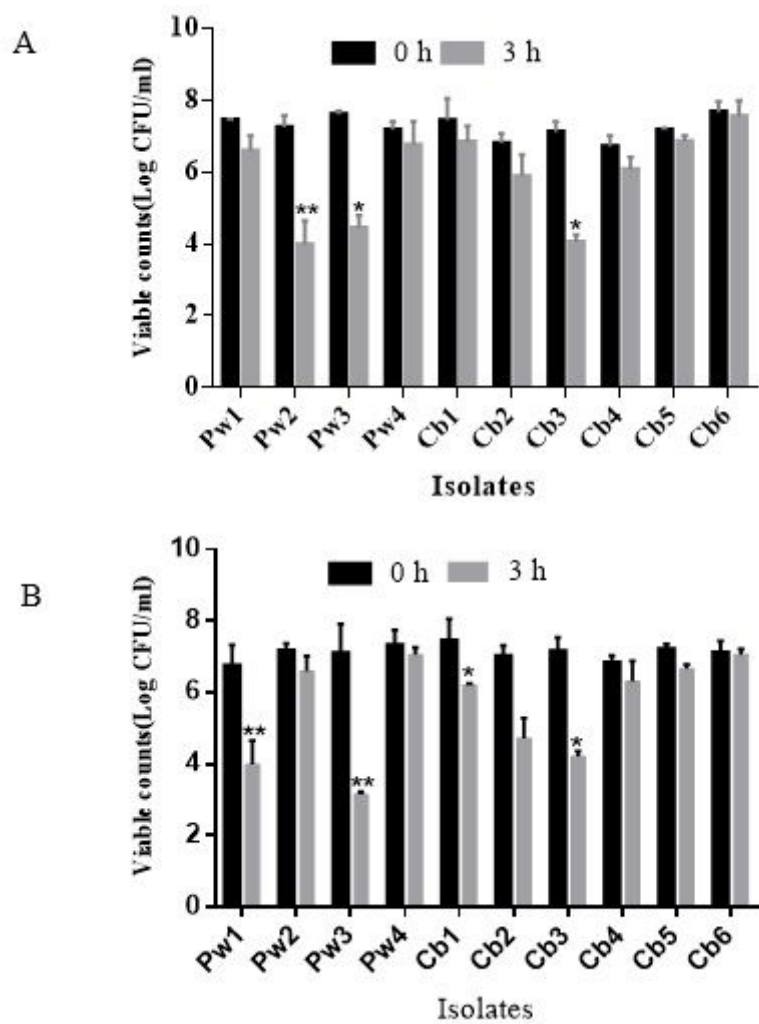 A
10
8
6
4
2
0
Viable counts(Log CFU/ml)
0 h 3 h
** * *
Pw1 Pw2 Pw3 Pw4 Cb1 Cb2 Cb3 Cb4 Cb5 Cb6
Isolates
B
10
8
6
4
2
0
Viable counts(Log CFU/ml)
0 h 3 h
** ** * *
Pw1 Pw2 Pw3 Pw4 Cb1 Cb2 Cb3 Cb4 Cb5 Cb6
Isolates